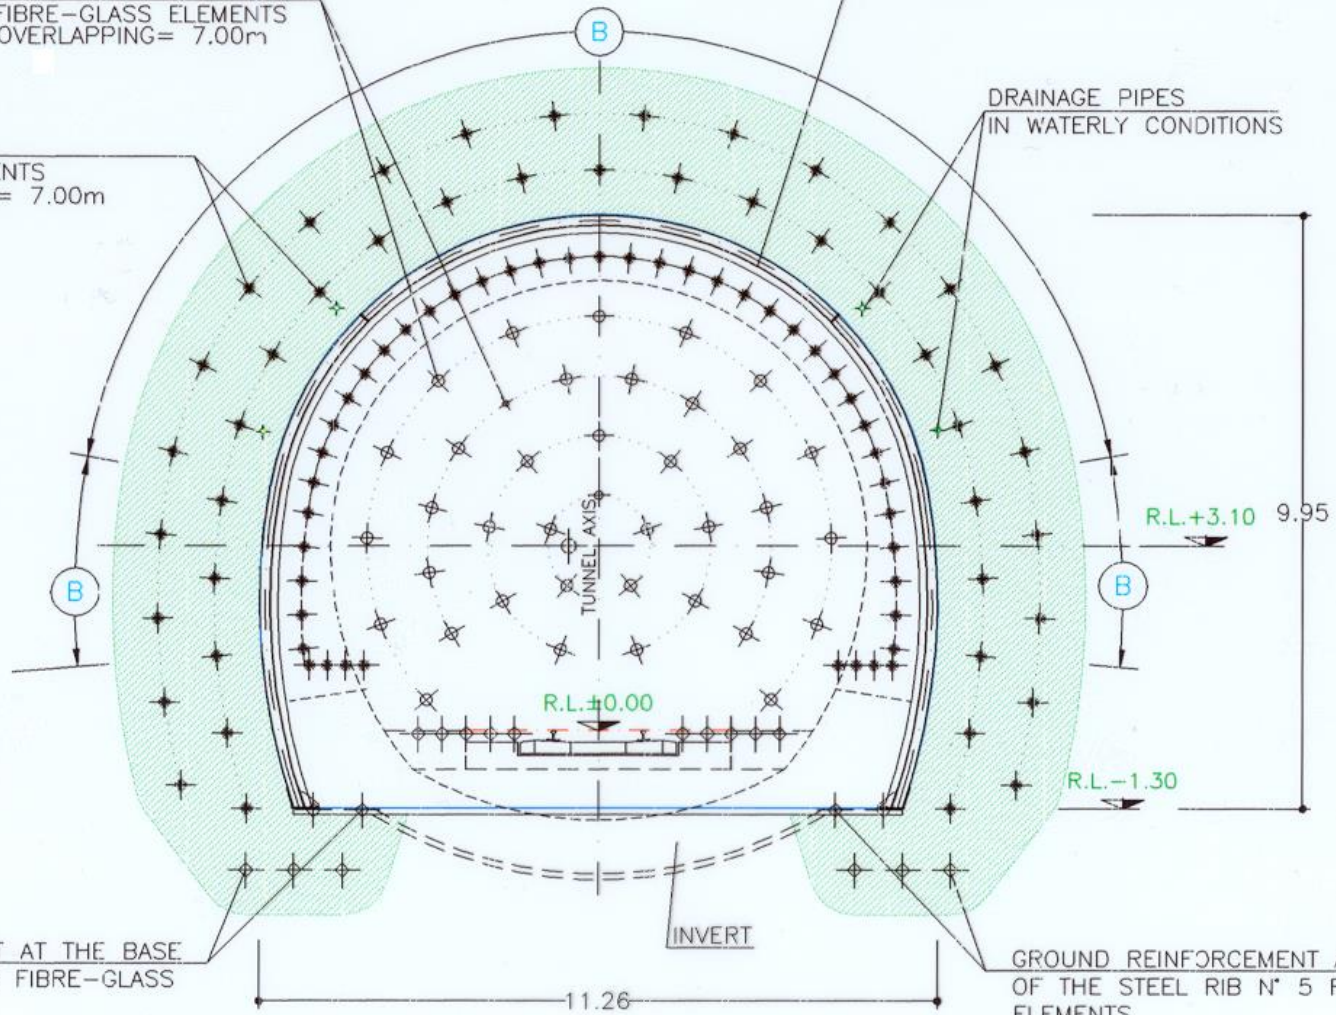 FIBRE-GLASS ELEMENTS
OVERLAPPING= 7.00m
B
DRAINAGE PIPES
IN WATERLY CONDITIONS
= 7.00m
R.L.+3.10
9.95
TUNNEL AXIS
B
B
R.L.±0.00
R.L.-1.30
INVERT
AT THE BASE
FIBRE-GLASS
11.26
GROUND REINFORCEMENT
OF THE STEEL RIB N° 5
ELEMENTS